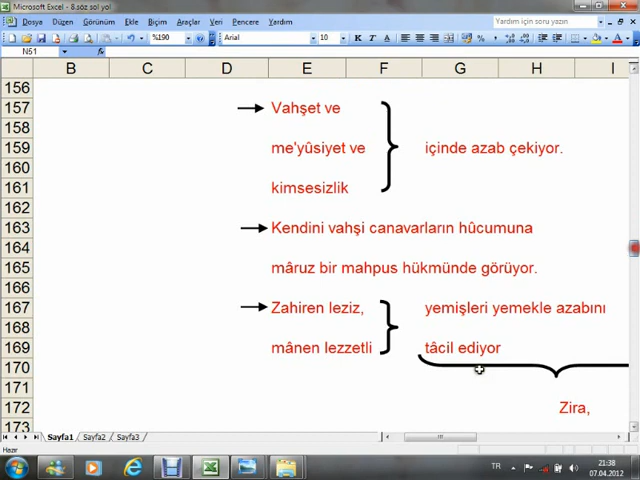 Microsoft Excel - 8.söz sol yol
Dosya Düzen Görünüm Ekle Biçim Araçlar Veri Pencere Yardım
Yardım için soru yazın
%190
Arial
10
N51
fx
B C D E F G H I
156
157 Vahşet ve
158
159 me'yûsiyet ve içinde azab çekiyor.
160
161 kimsesizlik
162
163 Kendini vahşi canavarların hûcumuna
164
165 mâruz bir mahpus hükmünde görüyor.
166
167 Zahiren leziz, yemişleri yemekle azabını
168
169 mânen lezzetli tâcil ediyor
170
171
172 Zira,
173
Sayfa1 Sayfa2 Sayfa3
Hazır
TR
21:38
07.04.2012